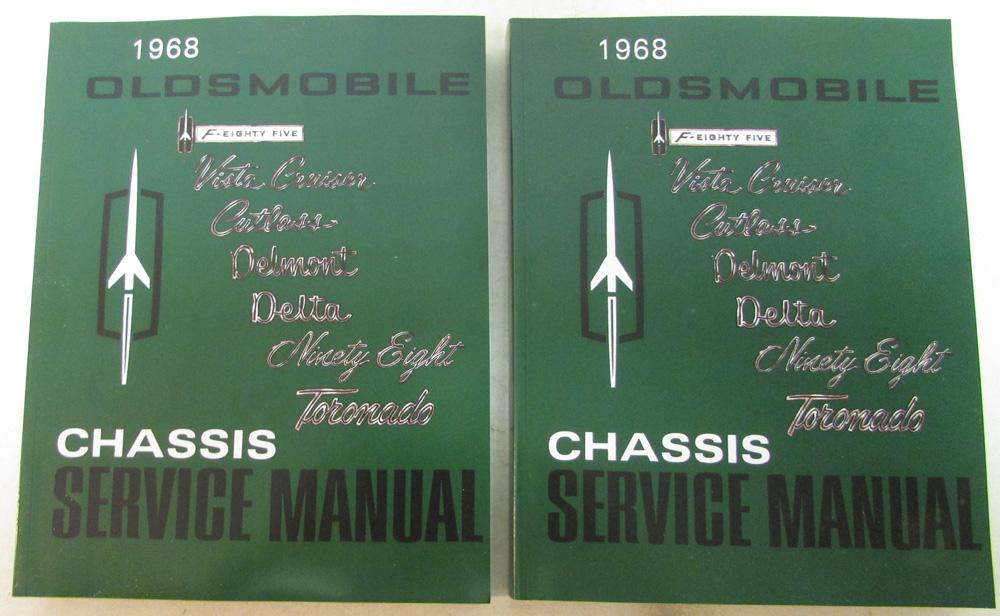 1968
OLDSMOBILE
F-EIGHTY FIVE
Vista Cruiser
Cutlass
Delmont
Delta
Ninety Eight
Toronado
CHASSIS
SERVICE MANUAL
1968
OLDSMOBILE
F-EIGHTY FIVE
Vista Cruiser
Cutlass
Delmont
Delta
Ninety Eight
Toronado
CHASSIS
SERVICE MANUAL